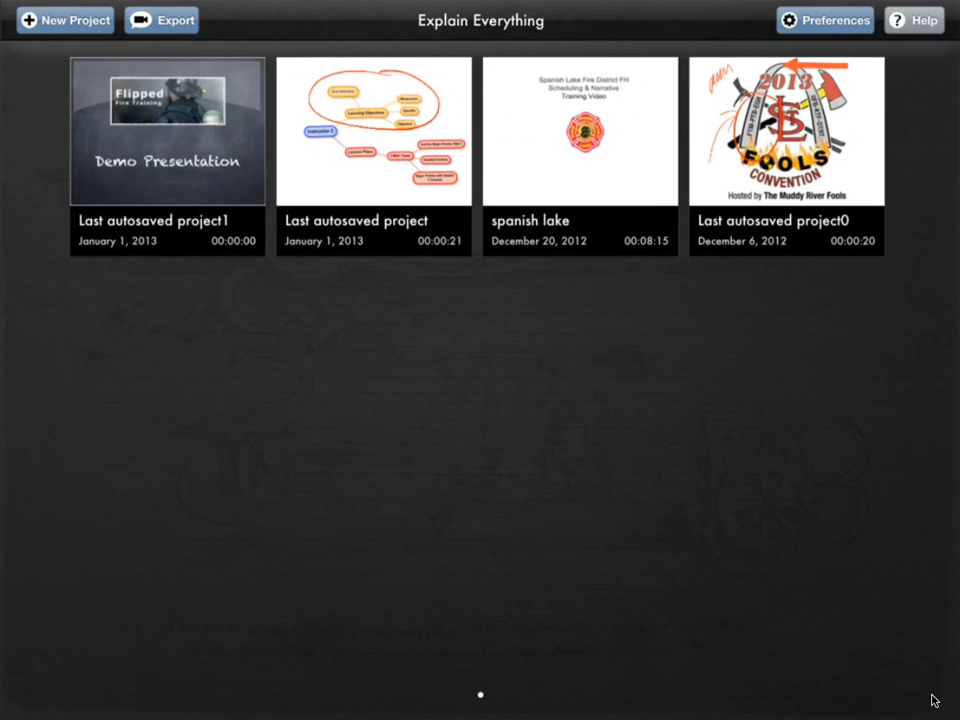 New Project
Export
Explain Everything
Preferences
? Help
Flipped
Fire Training
Demo Presentation
Last autosaved project1
January 1, 2013 00:00:00
Learning Objectives
Instructor 2
Lesson Plans
Last autosaved project
January 1, 2013 00:00:21
Spanish Lake Fire District FH
Scheduling & Narrative
Training Video
spanish lake
December 20, 2012 00:08:15
2013
STL
FOOLS
CONVENTION
Hosted by The Muddy River Fools
Last autosaved project0
December 6, 2012 00:00:20